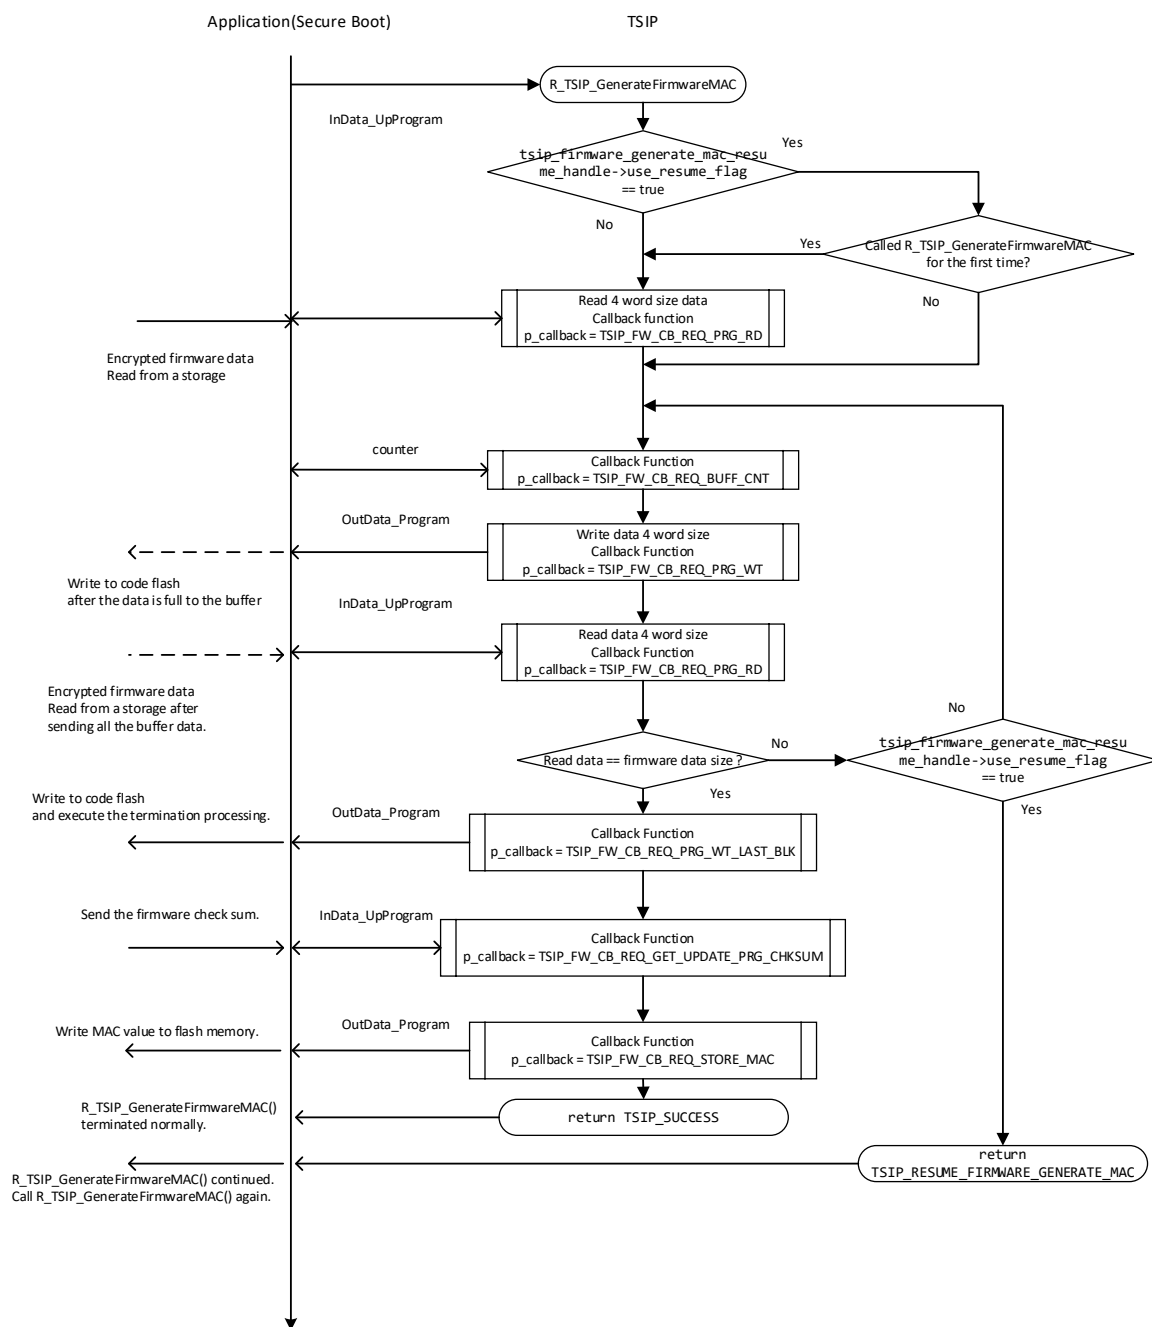 Application(Secure Boot)
TSIP
R_TSIP_GenerateFirmwareMAC
InData_UpProgram
tsip_firmware_generate_mac_resu
me_handle->use_resume_flag
== true
Yes
No
Called R_TSIP_GenerateFirmwareMAC
for the first time?
Yes
No
Read 4 word size data
Callback function
p_callback = TSIP_FW_CB_REQ_PRG_RD
Encrypted firmware data
Read from a storage
counter
Callback Function
p_callback = TSIP_FW_CB_REQ_BUFF_CNT
OutData_Program
Write data 4 word size
Callback Function
p_callback = TSIP_FW_CB_REQ_PRG_WT
Write to code flash
after the data is full to the buffer
InData_UpProgram
Read data 4 word size
Callback Function
p_callback = TSIP_FW_CB_REQ_PRG_RD
Encrypted firmware data
Read from a storage after
sending all the buffer data.
Read data == firmware data size ?
No
Yes
No
tsip_firmware_generate_mac_resu
me_handle->use_resume_flag
== true
Yes
Write to code flash
and execute the termination processing.
OutData_Program
Callback Function
p_callback = TSIP_FW_CB_REQ_PRG_WT_LAST_BLK
Send the firmware check sum.
InData_UpProgram
Callback Function
p_callback = TSIP_FW_CB_REQ_GET_UPDATE_PRG_CHKSUM
Write MAC value to flash memory.
OutData_Program
Callback Function
p_callback = TSIP_FW_CB_REQ_STORE_MAC
R_TSIP_GenerateFirmwareMAC()
terminated normally.
return TSIP_SUCCESS
return
TSIP_RESUME_FIRMWARE_GENERATE_MAC
R_TSIP_GenerateFirmwareMAC() continued.
Call R_TSIP_GenerateFirmwareMAC() again.